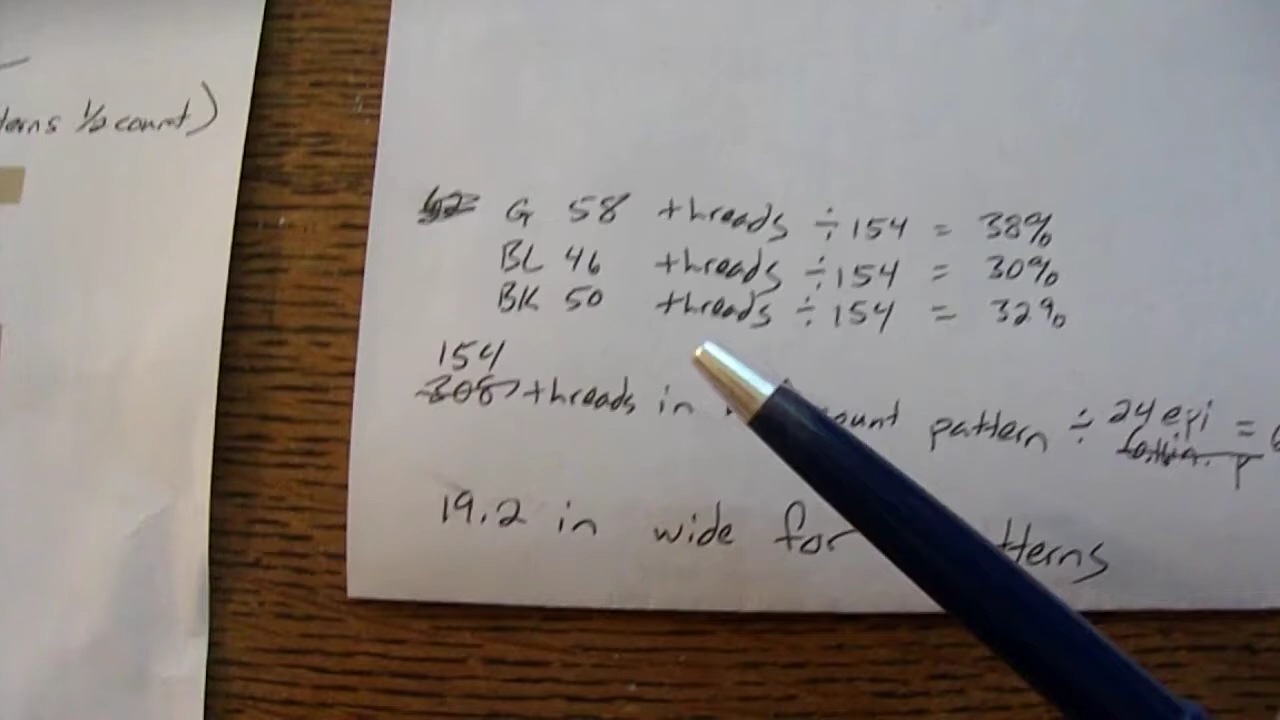 terns 1/2 count)
G 58 threads ÷ 154 = 38%
BL 46 threads ÷ 154 = 30%
BK 50 threads ÷ 154 = 32%
154
308 threads in count pattern ÷ 24 epi =
19.2 in wide for tterns